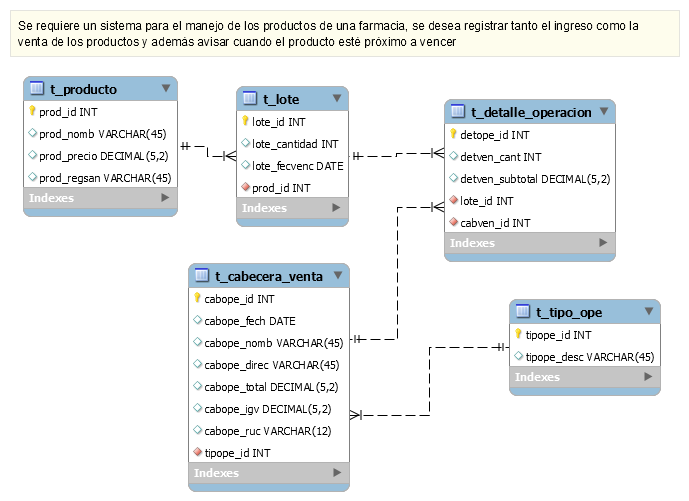 Se requiere un sistema para el manejo de los productos de una farmacia, se desea registrar tanto el ingreso como la
venta de los productos y además avisar cuando el producto esté próximo a vencer
t_producto
prod_id INT
prod_nomb VARCHAR(45)
prod_precio DECIMAL(5,2)
prod_regsan VARCHAR(45)
Indexes
t_lote
lote_id INT
lote_cantidad INT
lote_fecvenc DATE
prod_id INT
Indexes
t_detalle_operacion
detope_id INT
detven_cant INT
detven_subtotal DECIMAL(5,2)
lote_id INT
cabven_id INT
Indexes
t_cabecera_venta
cabope_id INT
cabope_fech DATE
cabope_nomb VARCHAR(45)
cabope_direc VARCHAR(45)
cabope_total DECIMAL(5,2)
cabope_igv DECIMAL(5,2)
cabope_ruc VARCHAR(12)
tipope_id INT
Indexes
t_tipo_ope
tipope_id INT
tipope_desc VARCHAR(45)
Indexes